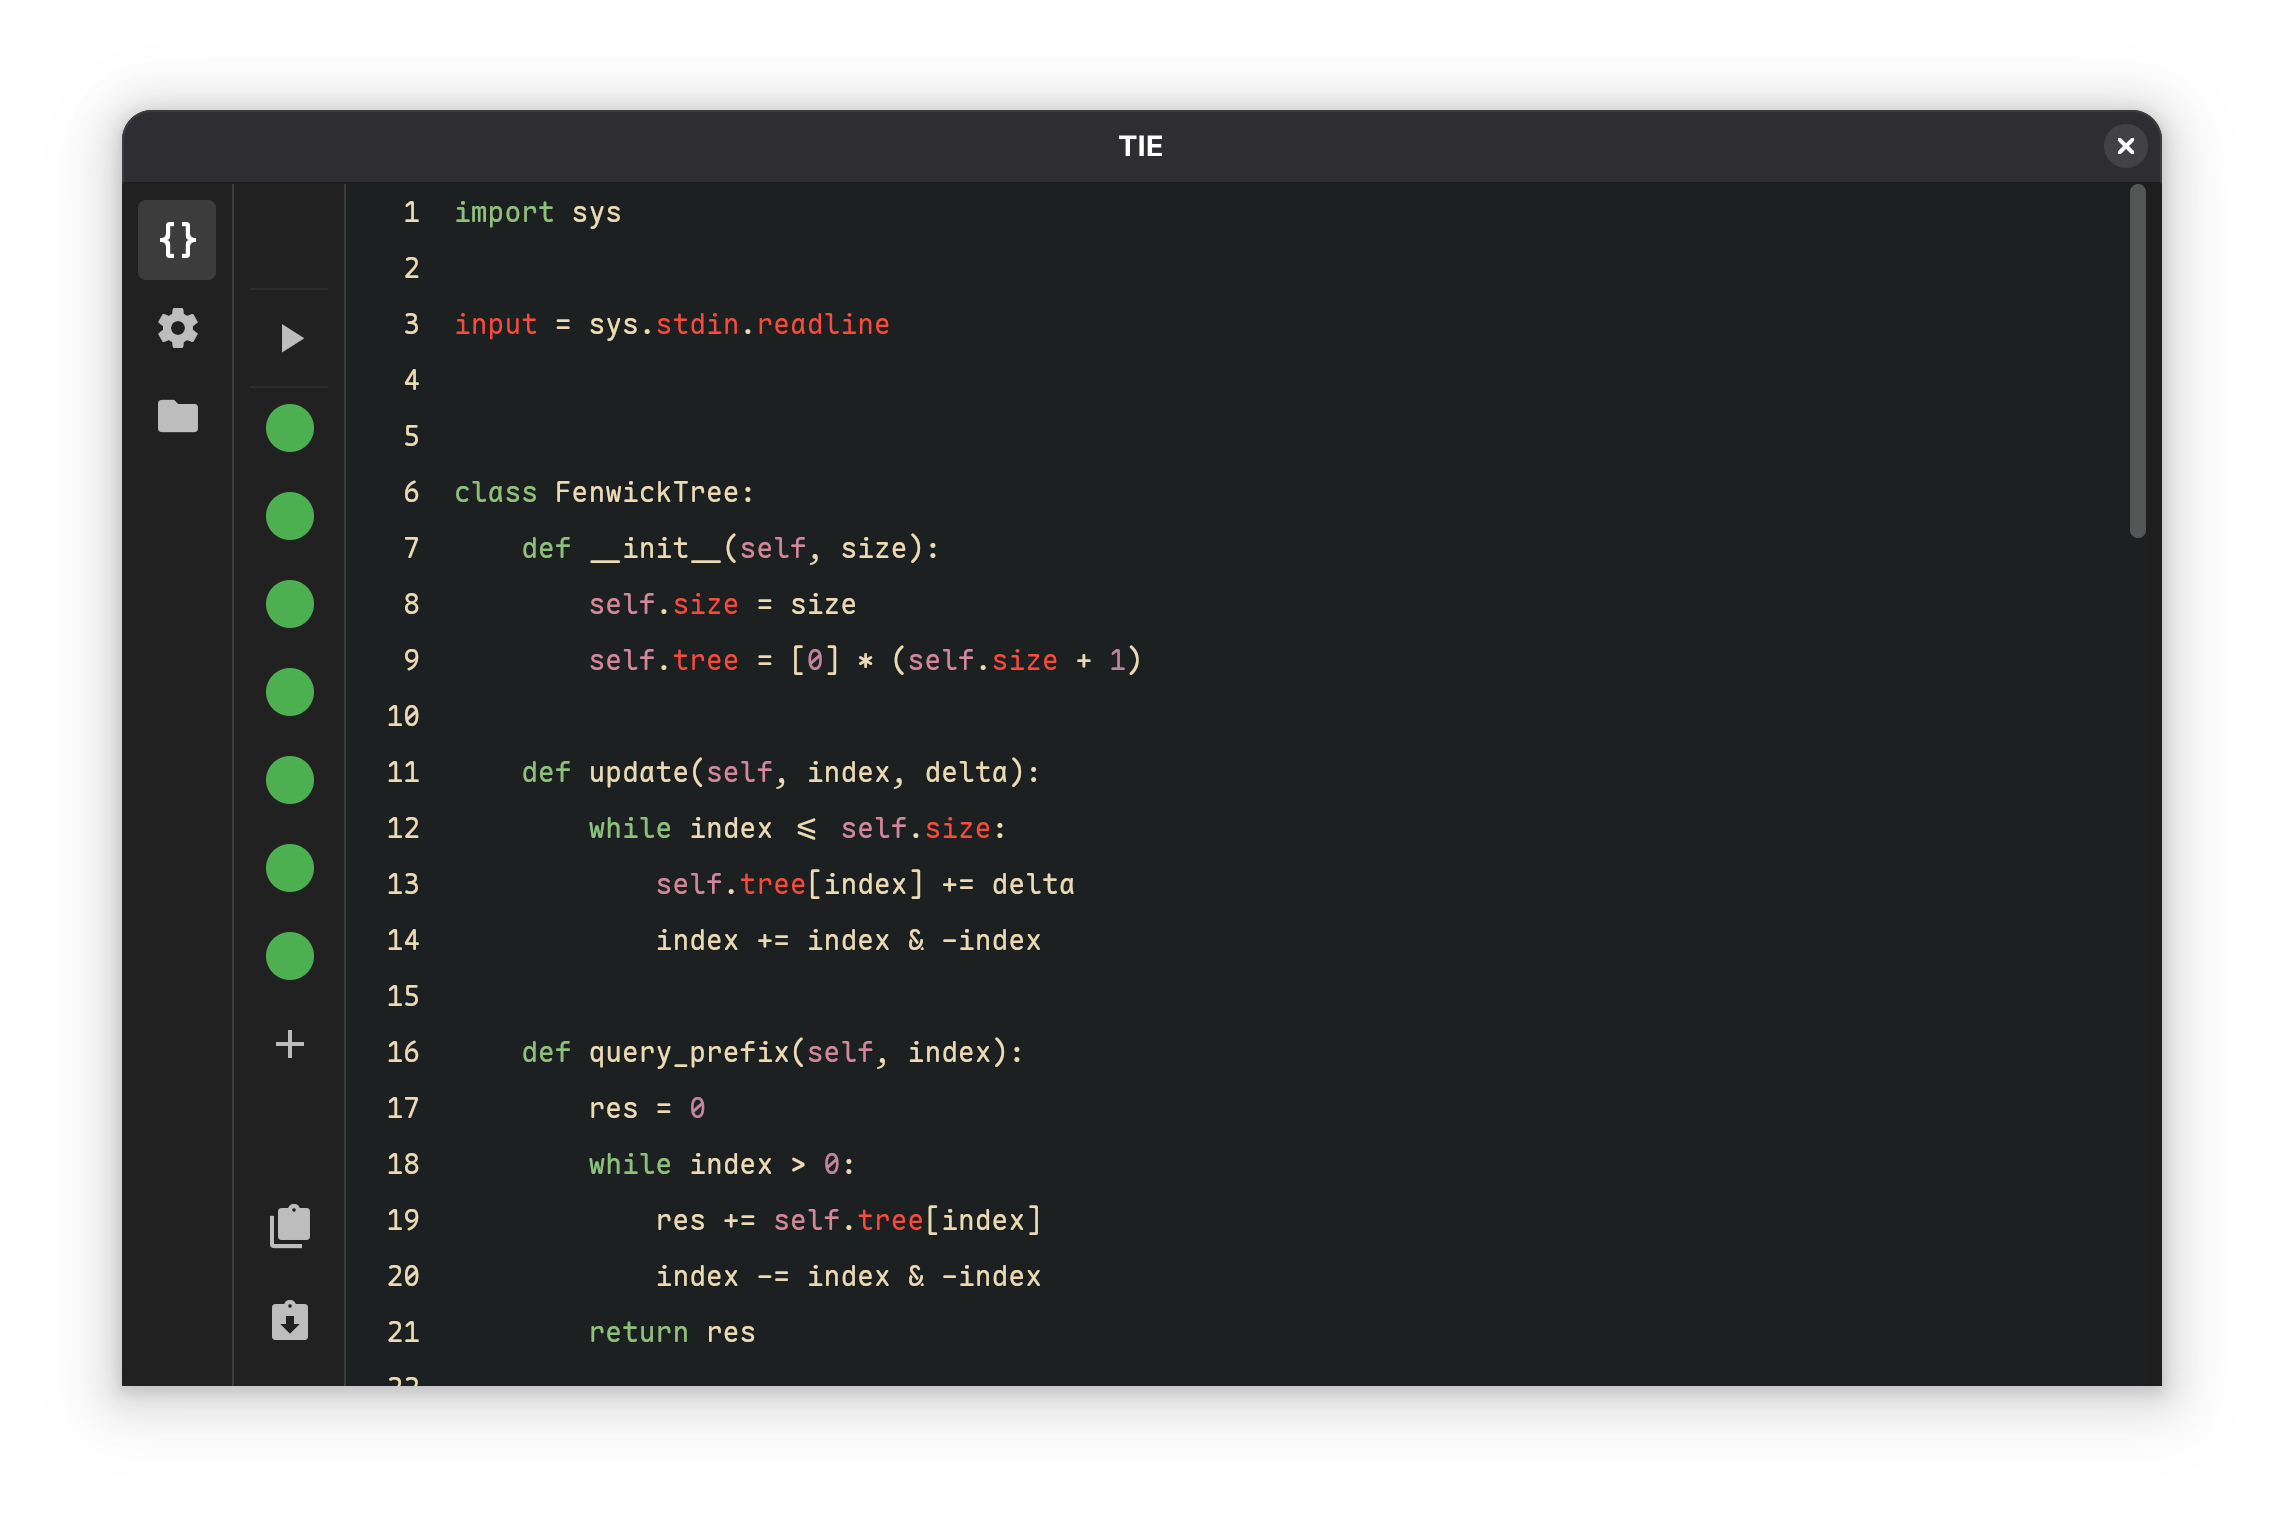 TIE
1 import sys
2
3 input = sys.stdin.readline
4
5
6 class FenwickTree:
7     def __init__(self, size):
8         self.size = size
9         self.tree = [0] * (self.size + 1)
10
11     def update(self, index, delta):
12         while index <= self.size:
13             self.tree[index] += delta
14             index += index & -index
15
16     def query_prefix(self, index):
17         res = 0
18         while index > 0:
19             res += self.tree[index]
20             index -= index & -index
21         return res